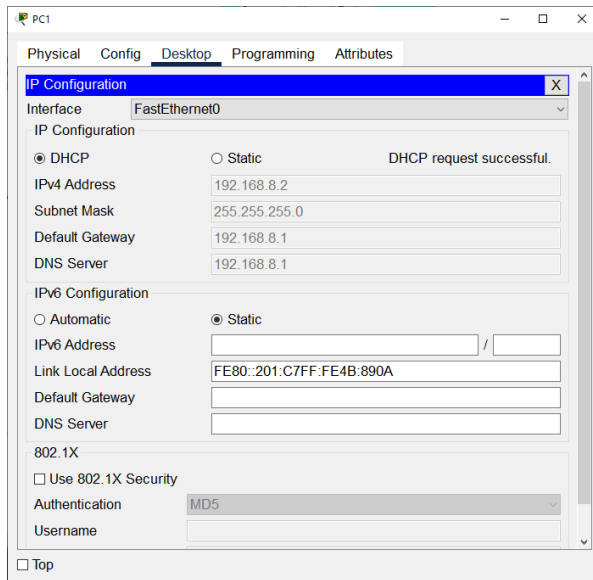 PC1
Physical Config Desktop Programming Attributes
IP Configuration X
Interface FastEthernet0
IP Configuration
DHCP Static DHCP request successful.
IPv4 Address 192.168.8.2
Subnet Mask 255.255.255.0
Default Gateway 192.168.8.1
DNS Server 192.168.8.1
IPv6 Configuration
Automatic Static
IPv6 Address /
Link Local Address FE80::201:C7FF:FE4B:890A
Default Gateway
DNS Server
802.1X
Use 802.1X Security
Authentication MD5
Username
Top